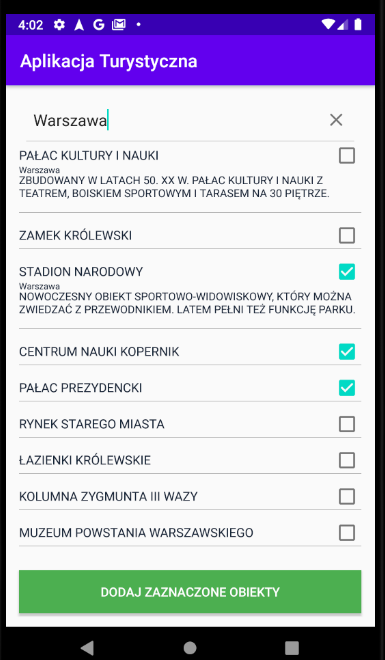 4:02
Aplikacja Turystyczna
Warszawa
PAŁAC KULTURY I NAUKI
Warszawa
ZBUDOWANY W LATACH 50. XX W. PAŁAC KULTURY I NAUKI Z
TEATREM, BOISKIEM SPORTOWYM I TARASEM NA 30 PIĘTRZE.
ZAMEK KRÓLEWSKI
STADION NARODOWY
Warszawa
NOWOCZESNY OBIEKT SPORTOWO-WIDOWISKOWY, KTÓRY MOŻNA
ZWIEDZAĆ Z PRZEWODNIKIEM. LATEM PEŁNI TEŻ FUNKCJĘ PARKU.
CENTRUM NAUKI KOPERNIK
PAŁAC PREZYDENCKI
RYNEK STAREGO MIASTA
ŁAZIENKI KRÓLEWSKIE
KOLUMNA ZYGMUNTA III WAZY
MUZEUM POWSTANIA WARSZAWSKIEGO
DODAJ ZAZNACZONE OBIEKTY